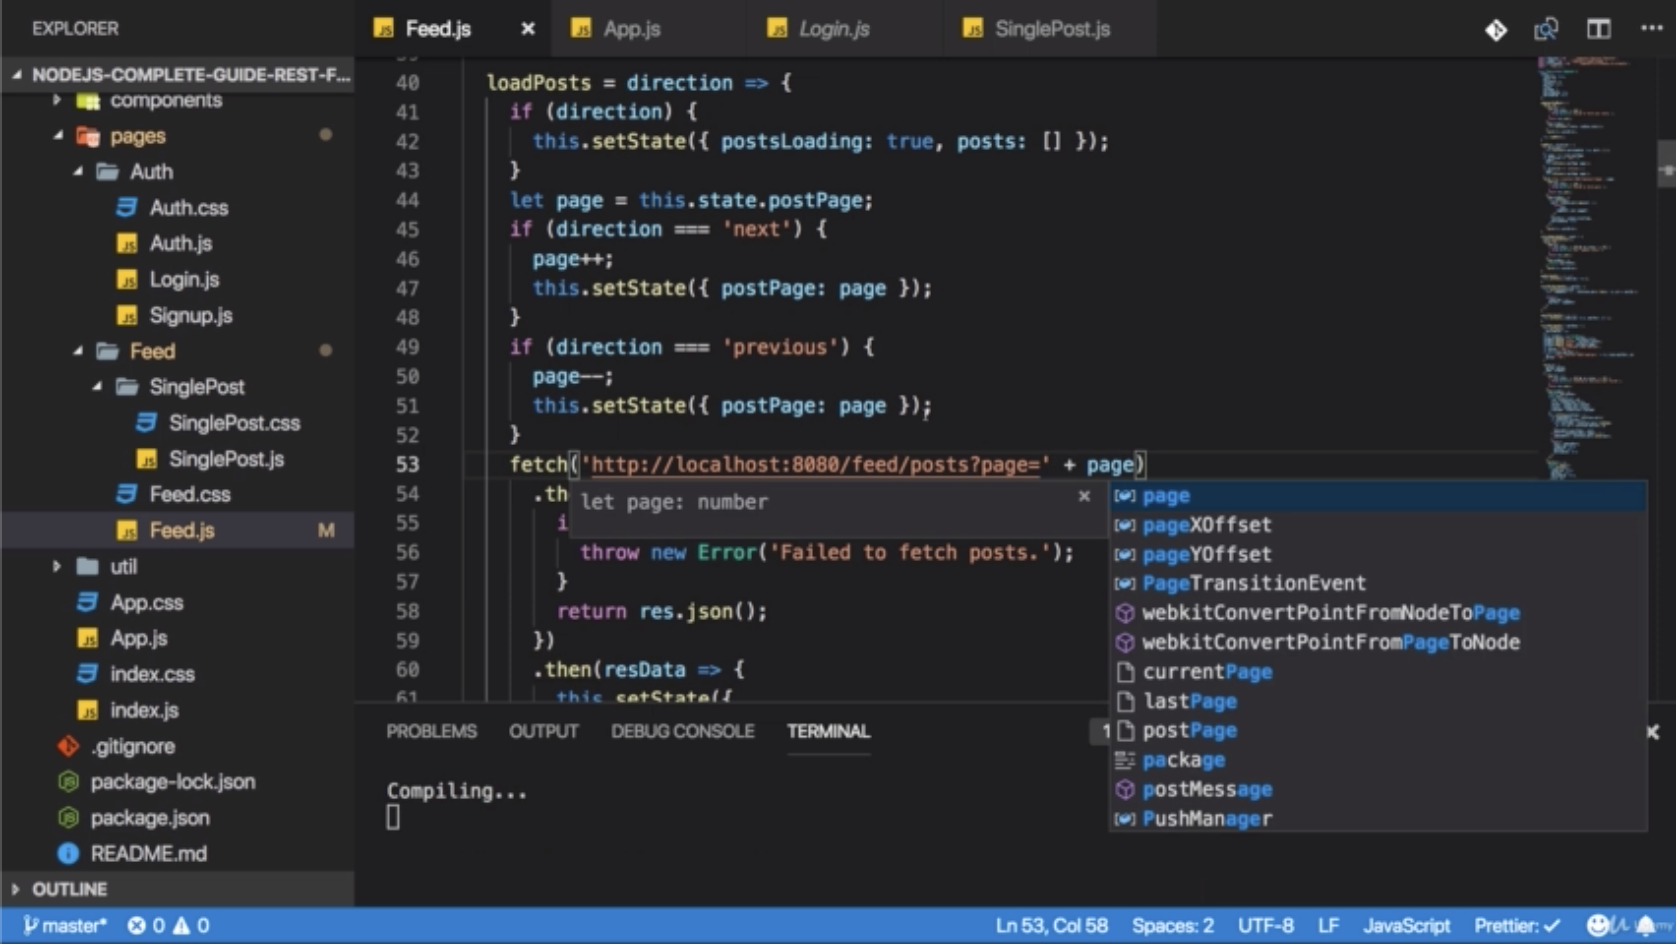 EXPLORER
NODEJS-COMPLETE-GUIDE-REST-F...
components
pages
Auth
Auth.css
Auth.js
Login.js
Signup.js
Feed
SinglePost
SinglePost.css
SinglePost.js
Feed.css
Feed.js M
util
App.css
App.js
index.css
index.js
.gitignore
package-lock.json
package.json
README.md
OUTLINE
Feed.js App.js Login.js SinglePost.js
40 loadPosts = direction => {
41 if (direction) {
42 this.setState({ postsLoading: true, posts: [] });
43 }
44 let page = this.state.postPage;
45 if (direction === 'next') {
46 page++;
47 this.setState({ postPage: page });
48 }
49 if (direction === 'previous') {
50 page--;
51 this.setState({ postPage: page });
52 }
53 fetch('http://localhost:8080/feed/posts?page=' + page)
54 .th
55 i
56 throw new Error('Failed to fetch posts.');
57 }
58 return res.json();
59 })
60 .then(resData => {
61 this.setState({
let page: number
page
pageXOffset
pageYOffset
PageTransitionEvent
webkitConvertPointFromNodeToPage
webkitConvertPointFromPageToNode
currentPage
lastPage
postPage
package
postMessage
PushManager
PROBLEMS OUTPUT DEBUG CONSOLE TERMINAL 1
Compiling...
master* 0 0 Ln 53, Col 58 Spaces: 2 UTF-8 LF JavaScript Prettier: ✓